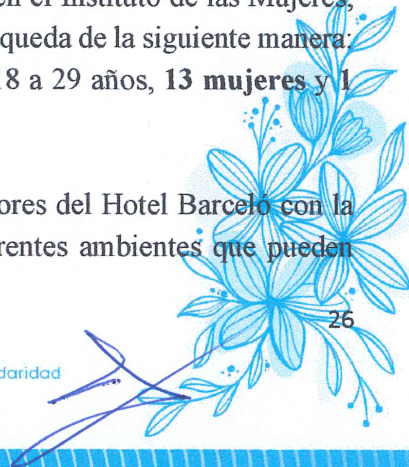 en el Instituto de las Mujeres,
queda de la siguiente manera:
18 a 29 años, 13 mujeres y 1
ores del Hotel Barceló con la
rentes ambientes que pueden
26
daridad